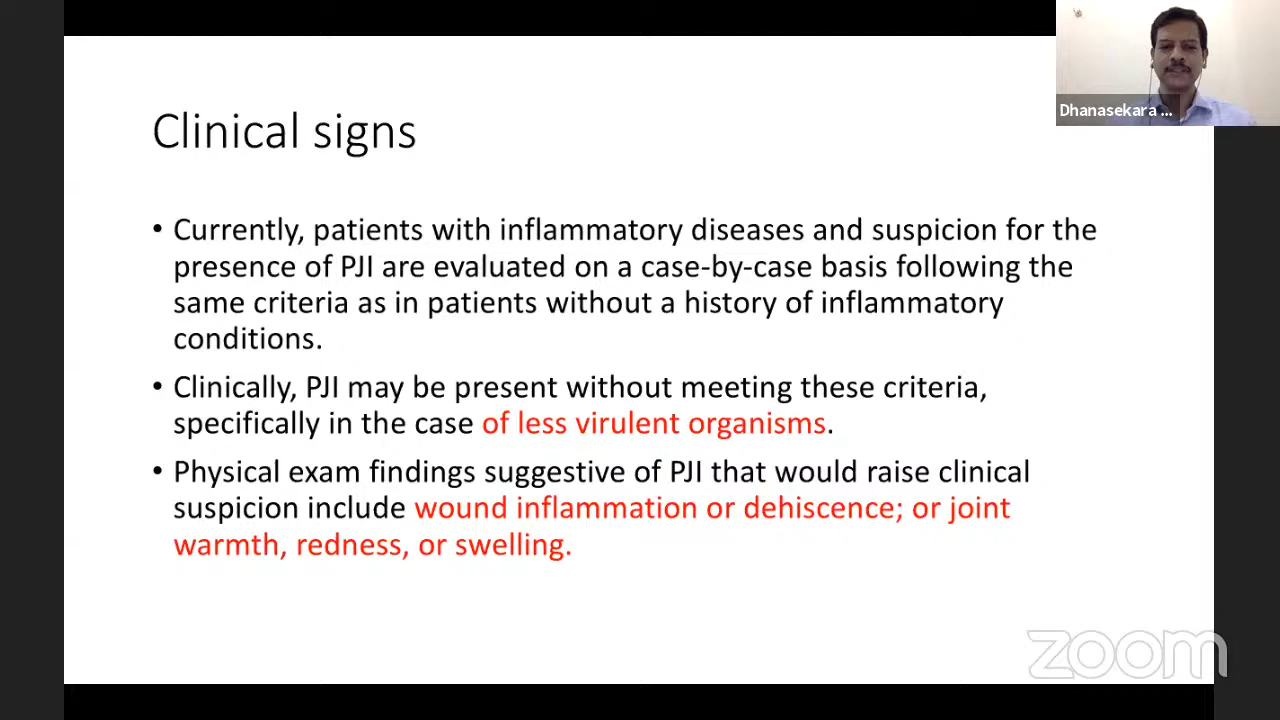 Dhanasekara ...
Clinical signs
• Currently, patients with inflammatory diseases and suspicion for the
presence of PJI are evaluated on a case-by-case basis following the
same criteria as in patients without a history of inflammatory
conditions.
• Clinically, PJI may be present without meeting these criteria,
specifically in the case of less virulent organisms.
• Physical exam findings suggestive of PJI that would raise clinical
suspicion include wound inflammation or dehiscence; or joint
warmth, redness, or swelling.
zoom